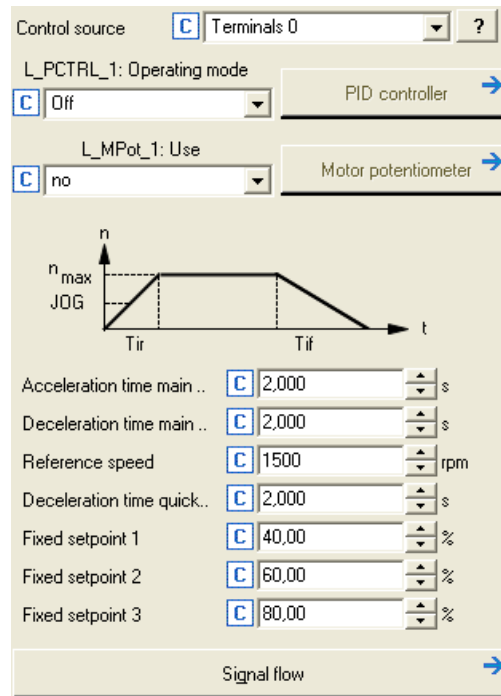 Control source C Terminals 0 ?
L_PCTRL_1: Operating mode
C Off PID controller
L_MPot_1: Use
C no Motor potentiometer
n
n max
JOG
t
Tir Tif
Acceleration time main .. C 2,000 s
Deceleration time main .. C 2,000 s
Reference speed C 1500 rpm
Deceleration time quick.. C 2,000 s
Fixed setpoint 1 C 40,00 %
Fixed setpoint 2 C 60,00 %
Fixed setpoint 3 C 80,00 %
Signal flow